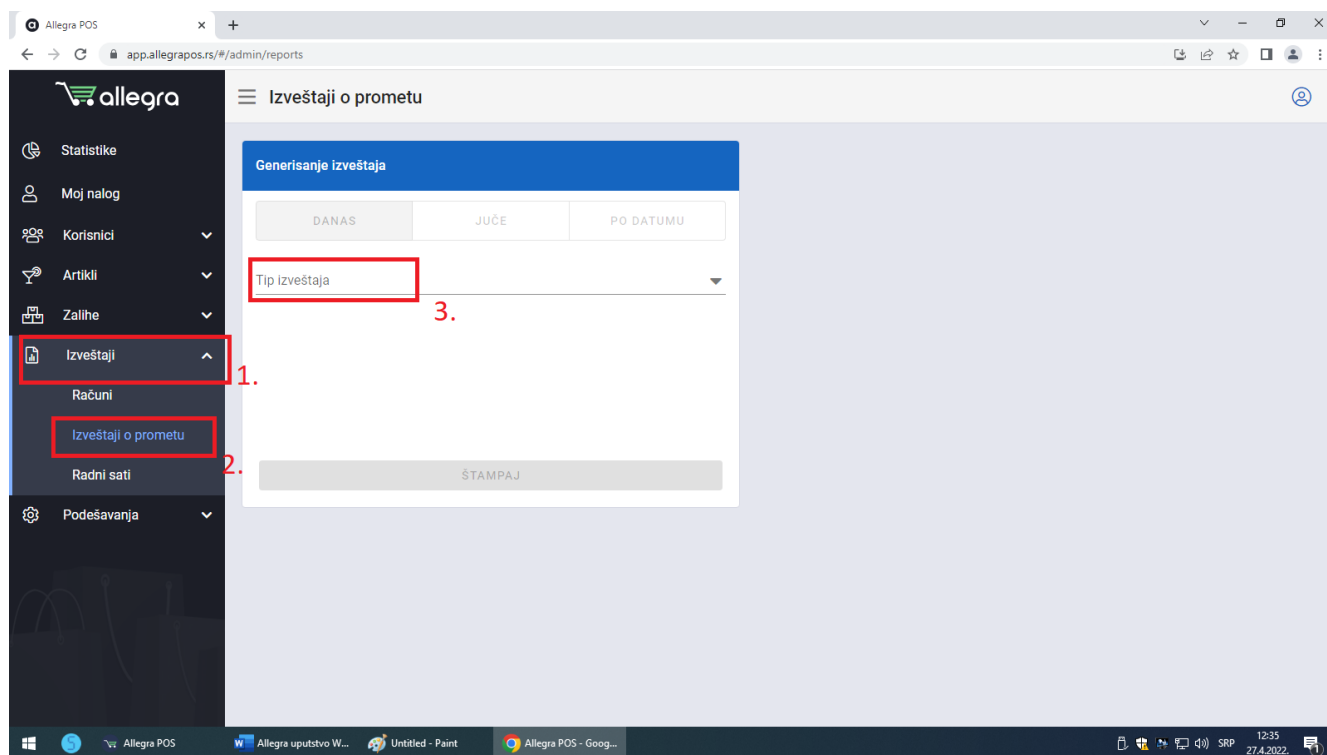 Allegra POS
app.allegrapos.rs/#/admin/reports
allegra
Izveštaji o prometu
Statistike
Moj nalog
Korisnici
Artikli
Zalihe
Izveštaji
1.
Računi
Izveštaji o prometu
2.
Radni sati
Podešavanja
Generisanje izveštaja
DANAS
JUČE
PO DATUMU
Tip izveštaja
3.
ŠTAMPAJ
Allegra POS
Allegra uputstvo W...
Untitled - Paint
Allegra POS - Goog...
SRP
12:35
27.4.2022.
1